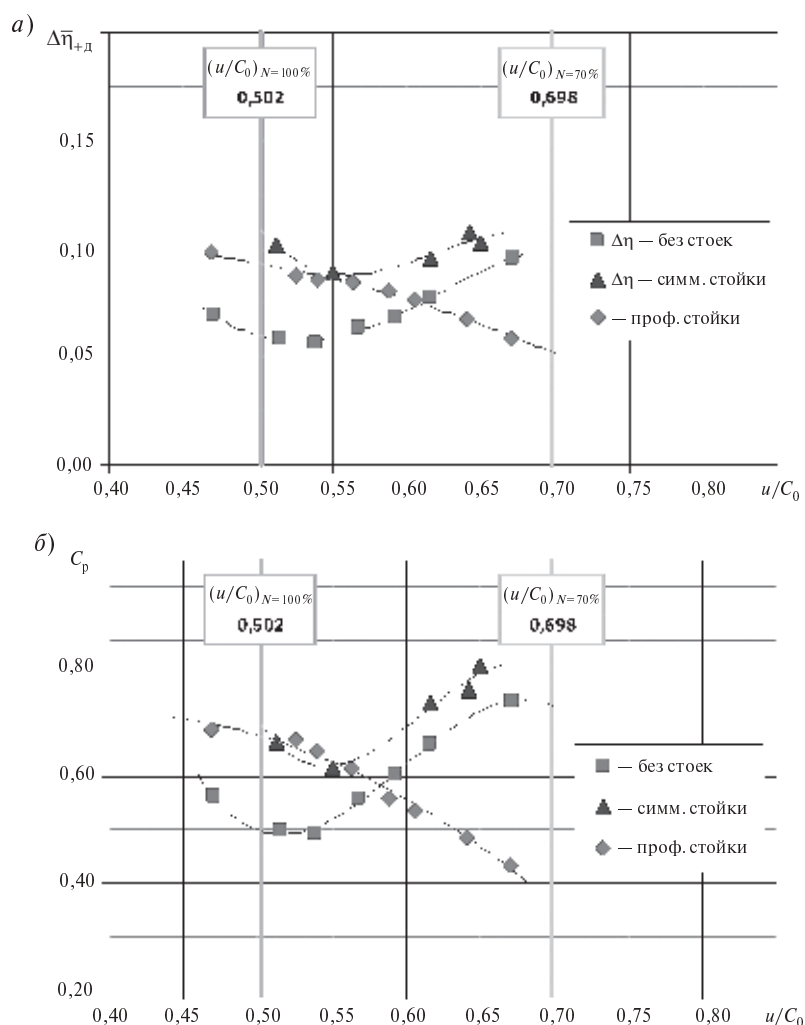 а)
Δη̅₊д
(u/C₀)N=100%
0,502
(u/C₀)N=70%
0,698
0,15
0,10
0,05
0,00
Δη — без стоек
Δη — симм. стойки
— проф. стойки
0,40 0,45 0,50 0,55 0,60 0,65 0,70 0,75 0,80 u/C₀
б)
Cр
(u/C₀)N=100%
0,502
(u/C₀)N=70%
0,698
0,80
0,60
0,40
0,20
— без стоек
— симм. стойки
— проф. стойки
0,40 0,45 0,50 0,55 0,60 0,65 0,70 0,80 u/C₀